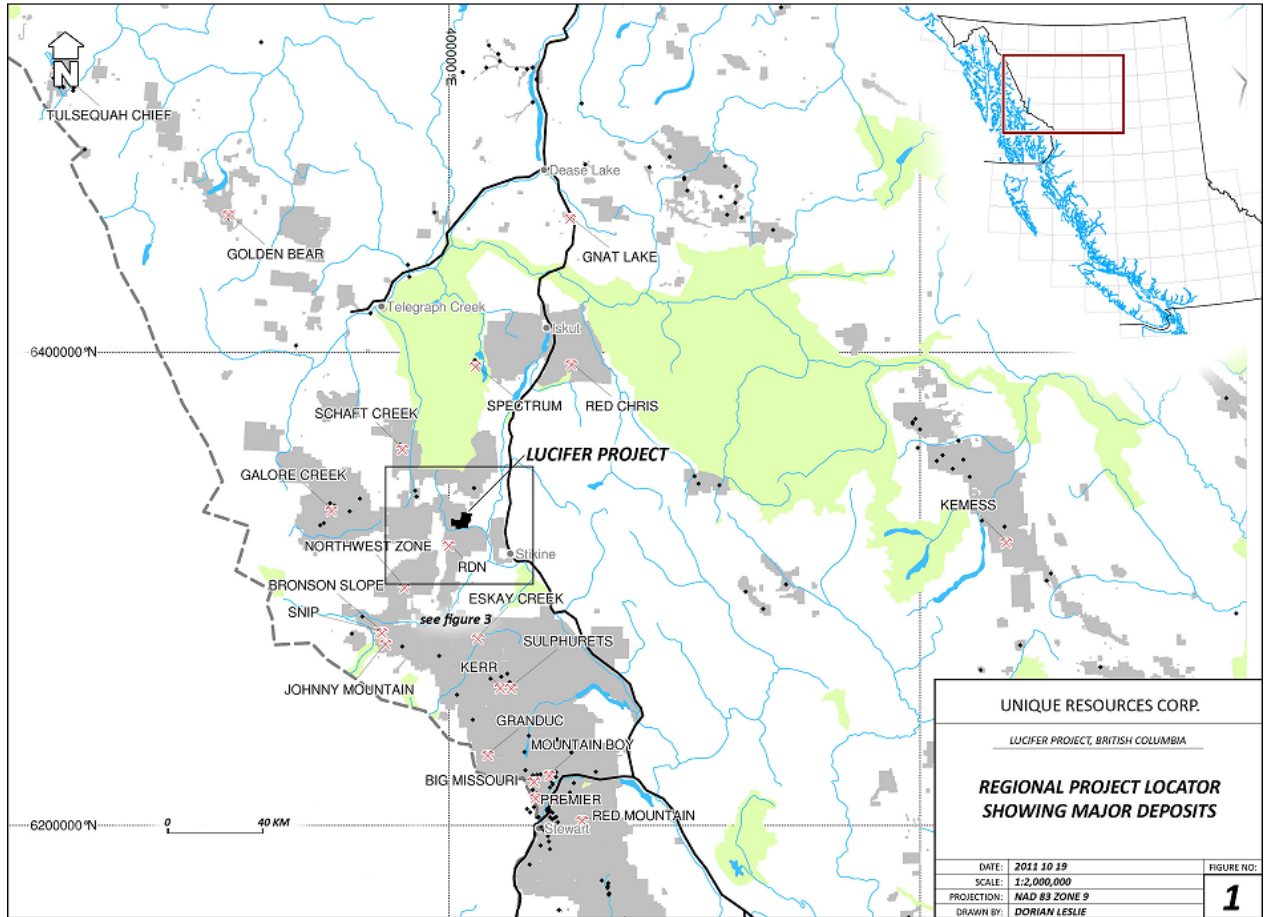 N
TULSEQUAH CHIEF
400000°E
Dease Lake
GOLDEN BEAR
GNAT LAKE
Telegraph Creek
Iskut
6400000°N
SPECTRUM
RED CHRIS
SCHAFT CREEK
LUCIFER PROJECT
GALORE CREEK
KEMESS
NORTHWEST ZONE
Stikine
RDN
BRONSON SLOPE
ESKAY CREEK
SNIP
see figure 3
SULPHURETS
KERR
JOHNNY MOUNTAIN
GRANDUC
MOUNTAIN BOY
BIG MISSOURI
PREMIER
RED MOUNTAIN
6200000°N
0 40 KM
Stewart
UNIQUE RESOURCES CORP.
LUCIFER PROJECT, BRITISH COLUMBIA
REGIONAL PROJECT LOCATOR
SHOWING MAJOR DEPOSITS
DATE: 2011 10 19
FIGURE NO:
SCALE: 1:2,000,000
PROJECTION: NAD 83 ZONE 9
1
DRAWN BY: DORIAN LESLIE